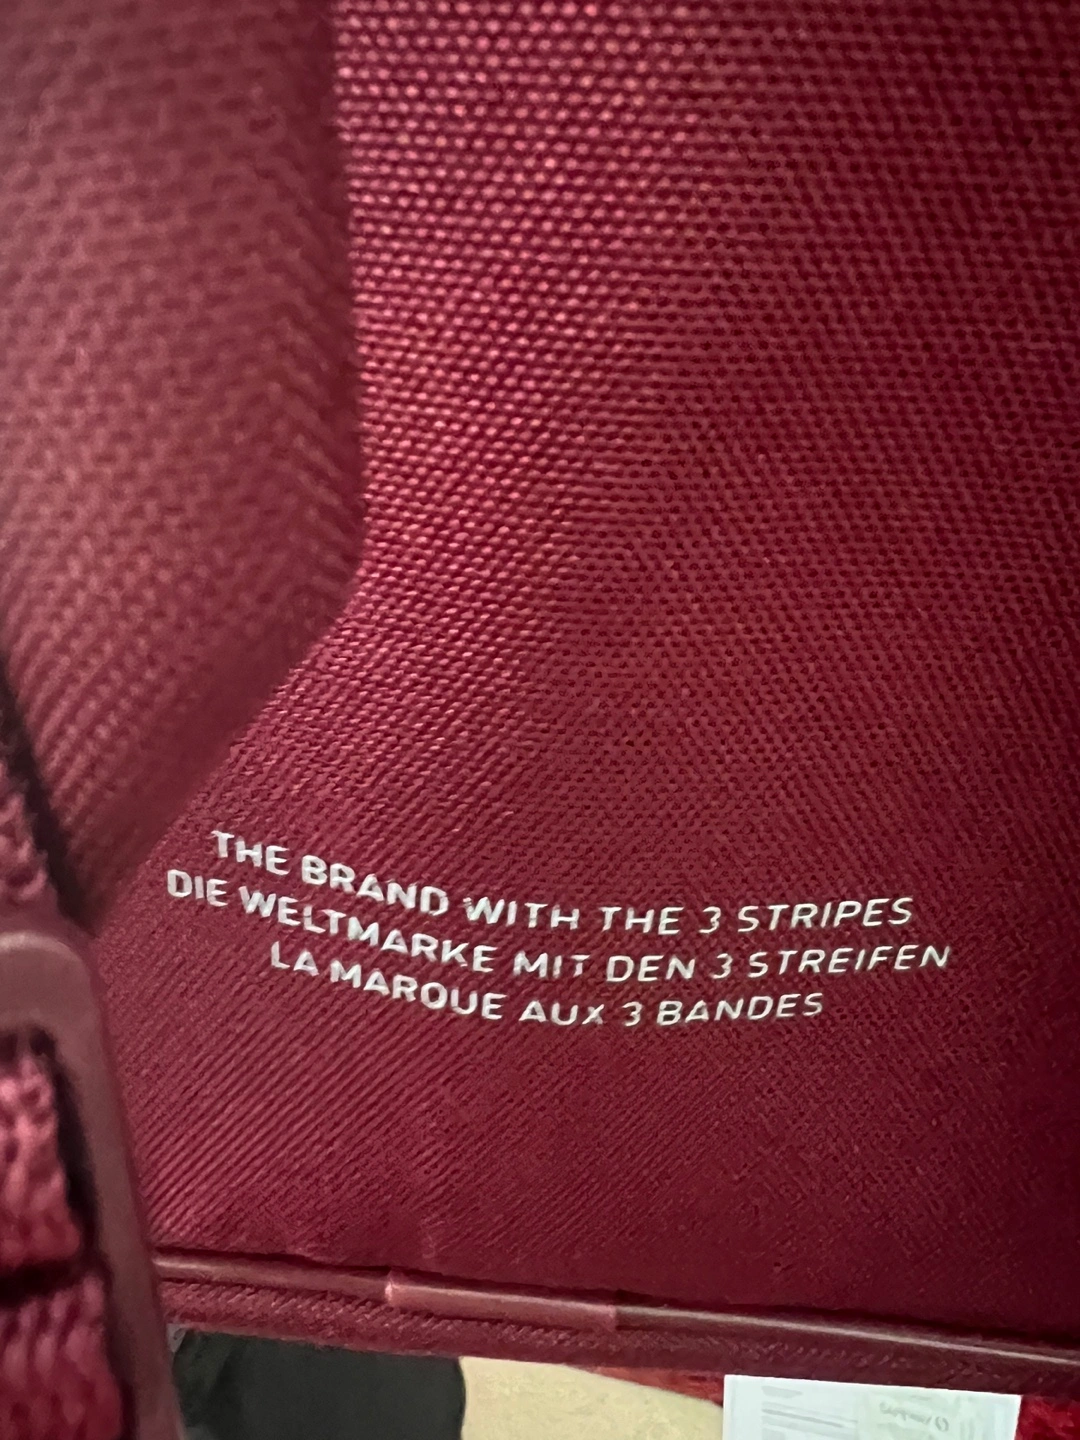 THE BRAND WITH THE 3 STRIPES
DIE WELTMARKE MIT DEN 3 STREIFEN
LA MARQUE AUX 3 BANDES